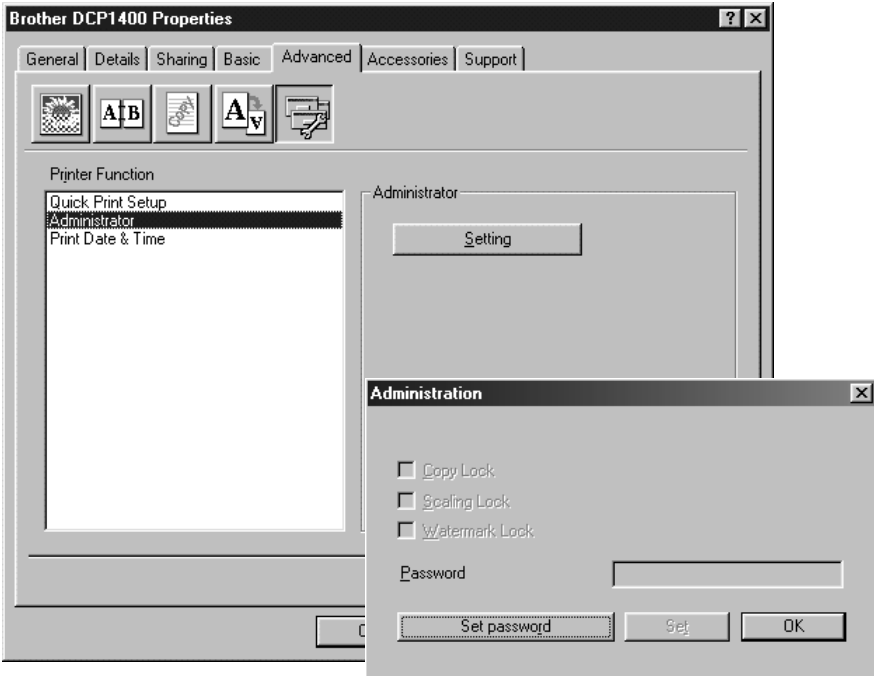 Brother DCP1400 Properties
General Details Sharing Basic Advanced Accessories Support
A B
Copy
A A
Printer Function
Quick Print Setup
Administrator
Print Date & Time
Administrator
Setting
Administration
Copy Lock
Scaling Lock
Watermark Lock
Password
Set password Set OK